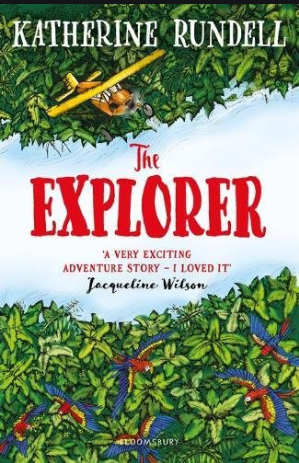 KATHERINE RUNDELL
The
EXPLORER
'A VERY EXCITING
ADVENTURE STORY – I LOVED IT'
Jacqueline Wilson
BLOOMSBURY